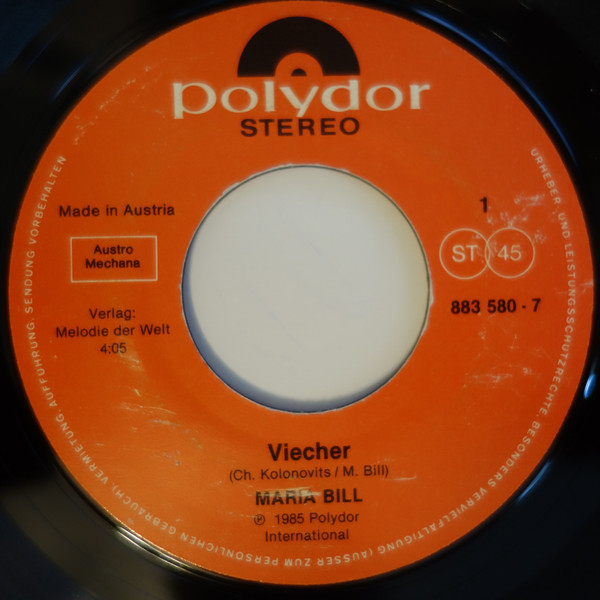 polydor
STEREO
Made in Austria
Austro
Mechana
Verlag:
Melodie der Welt
4:05
1
ST 45
883 580 - 7
Viecher
(Ch. Kolonovits / M. Bill)
MARIA BILL
℗ 1985 Polydor
International
URHEBER- UND LEISTUNGSSCHUTZRECHTE, BESONDERS VERVIELFÄLTIGUNG (AUSSER ZUM PERSÖNLICHEN GEBRAUCH) VERMIETUNG, AUFFÜHRUNG, SENDUNG VORBEHALTEN